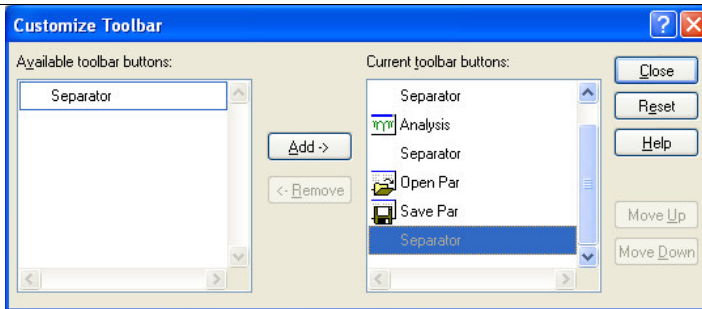 Customize Toolbar
Available toolbar buttons:
Separator
Add ->
<- Remove
Current toolbar buttons:
Separator
Analysis
Separator
Open Par
Save Par
Separator
Close
Reset
Help
Move Up
Move Down